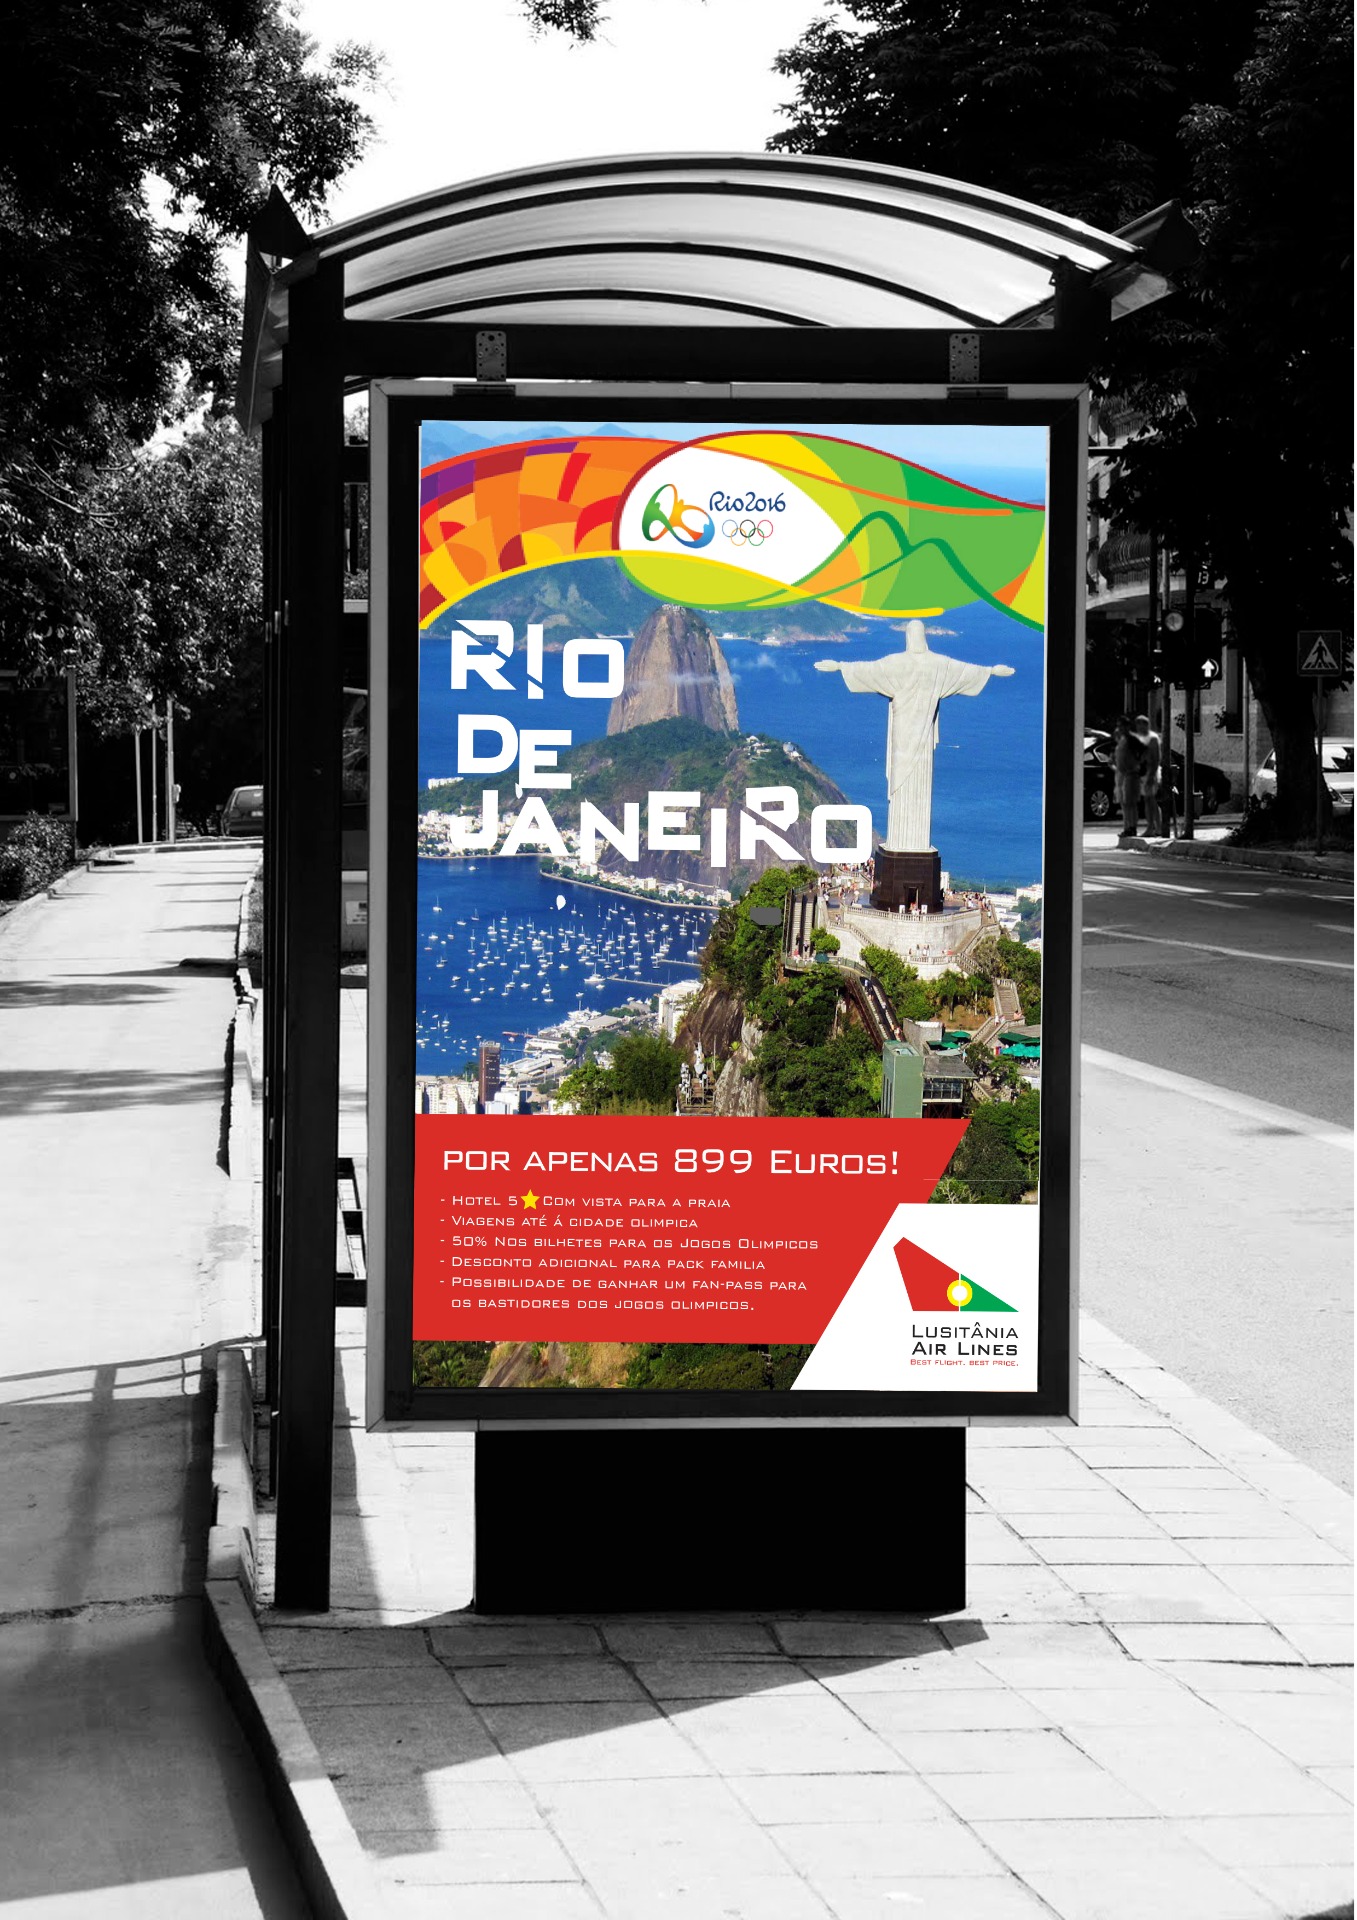 Rio2016
RIO
DE
JANEIRO
POR APENAS 899 EUROS!
- HOTEL 5★COM VISTA PARA A PRAIA
- VIAGENS ATÉ Á CIDADE OLIMPICA
- 50% NOS BILHETES PARA OS JOGOS OLIMPICOS
- DESCONTO ADICIONAL PARA PACK FAMILIA
- POSSIBILIDADE DE GANHAR UM FAN-PASS PARA
OS BASTIDORES DOS JOGOS OLIMPICOS.
LUSITÂNIA
AIR LINES
BEST FLIGHT. BEST PRICE.
13